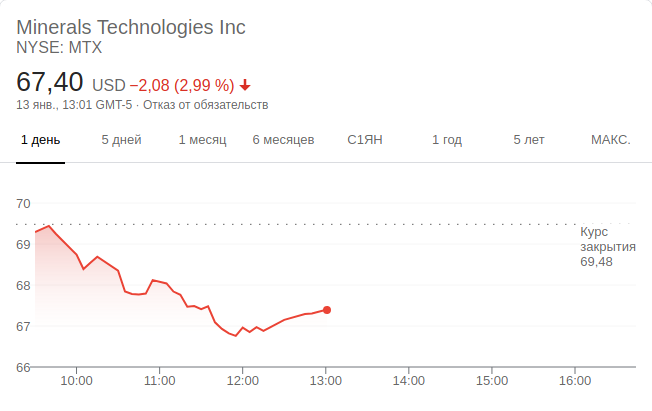 Minerals Technologies Inc
NYSE: MTX
67,40 USD −2,08 (2,99 %)
13 янв., 13:01 GMT-5 · Отказ от обязательств
1 день 5 дней 1 месяц 6 месяцев С1ЯН 1 год 5 лет МАКС.
70
69
68
67
66
Курс
закрытия
69,48
10:00 11:00 12:00 13:00 14:00 15:00 16:00